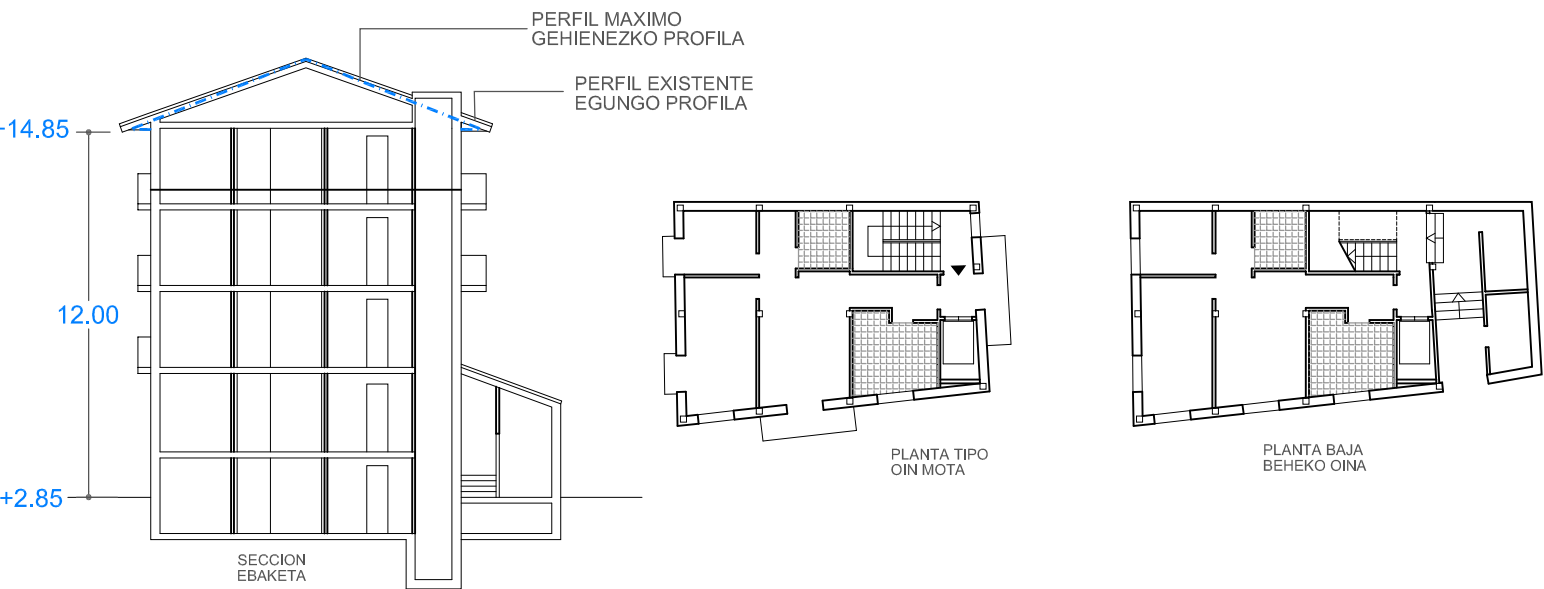 PERFIL MAXIMO
GEHIENEZKO PROFILA
PERFIL EXISTENTE
EGUNGO PROFILA
+14.85
12.00
+2.85
SECCION
EBAKETA
PLANTA TIPO
OIN MOTA
PLANTA BAJA
BEHEKO OINA